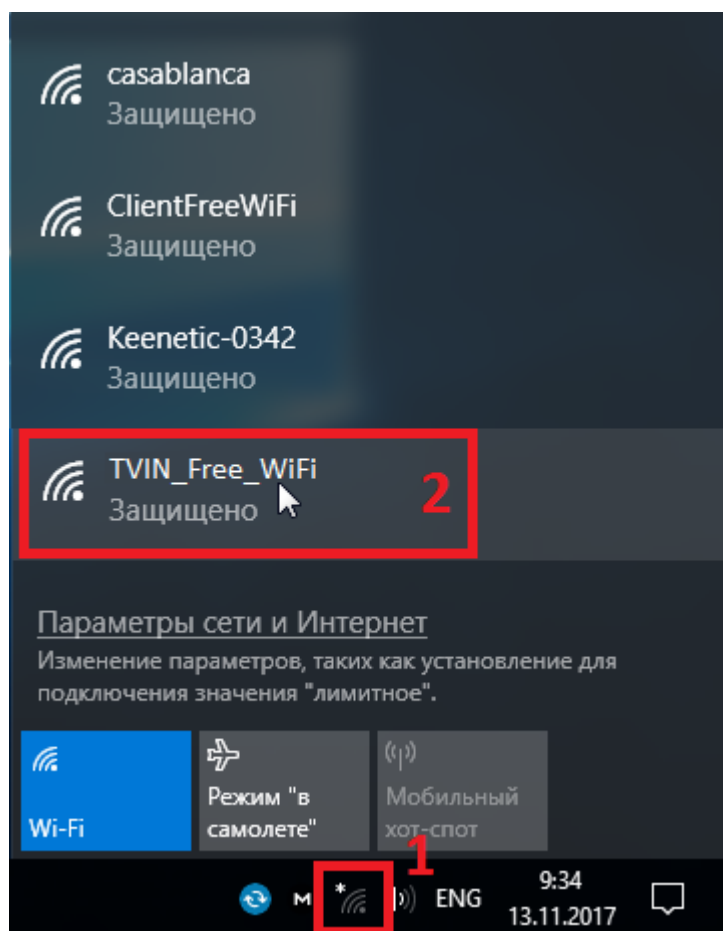 casablanca
Защищено
ClientFreeWiFi
Защищено
Keenetic-0342
Защищено
TVIN_Free_WiFi
Защищено
2
Параметры сети и Интернет
Изменение параметров, таких как установление для
подключения значения "лимитное".
Wi-Fi
Режим "в
самолете"
Мобильный
хот-спот
1
M
ENG
9:34
13.11.2017